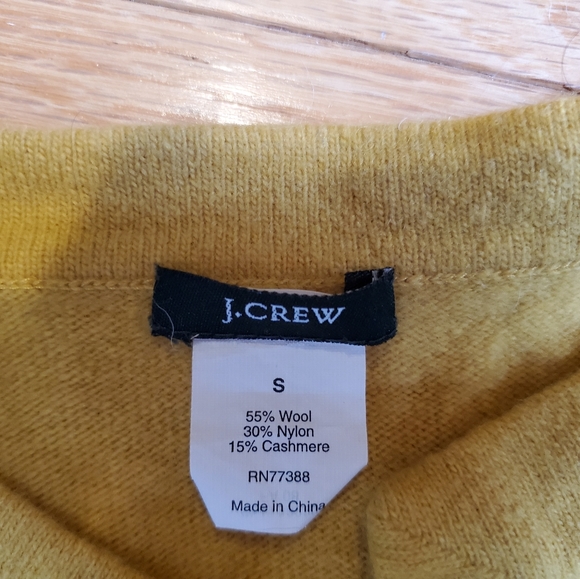 J.CREW
S
55% Wool
30% Nylon
15% Cashmere
RN77388
Made in China